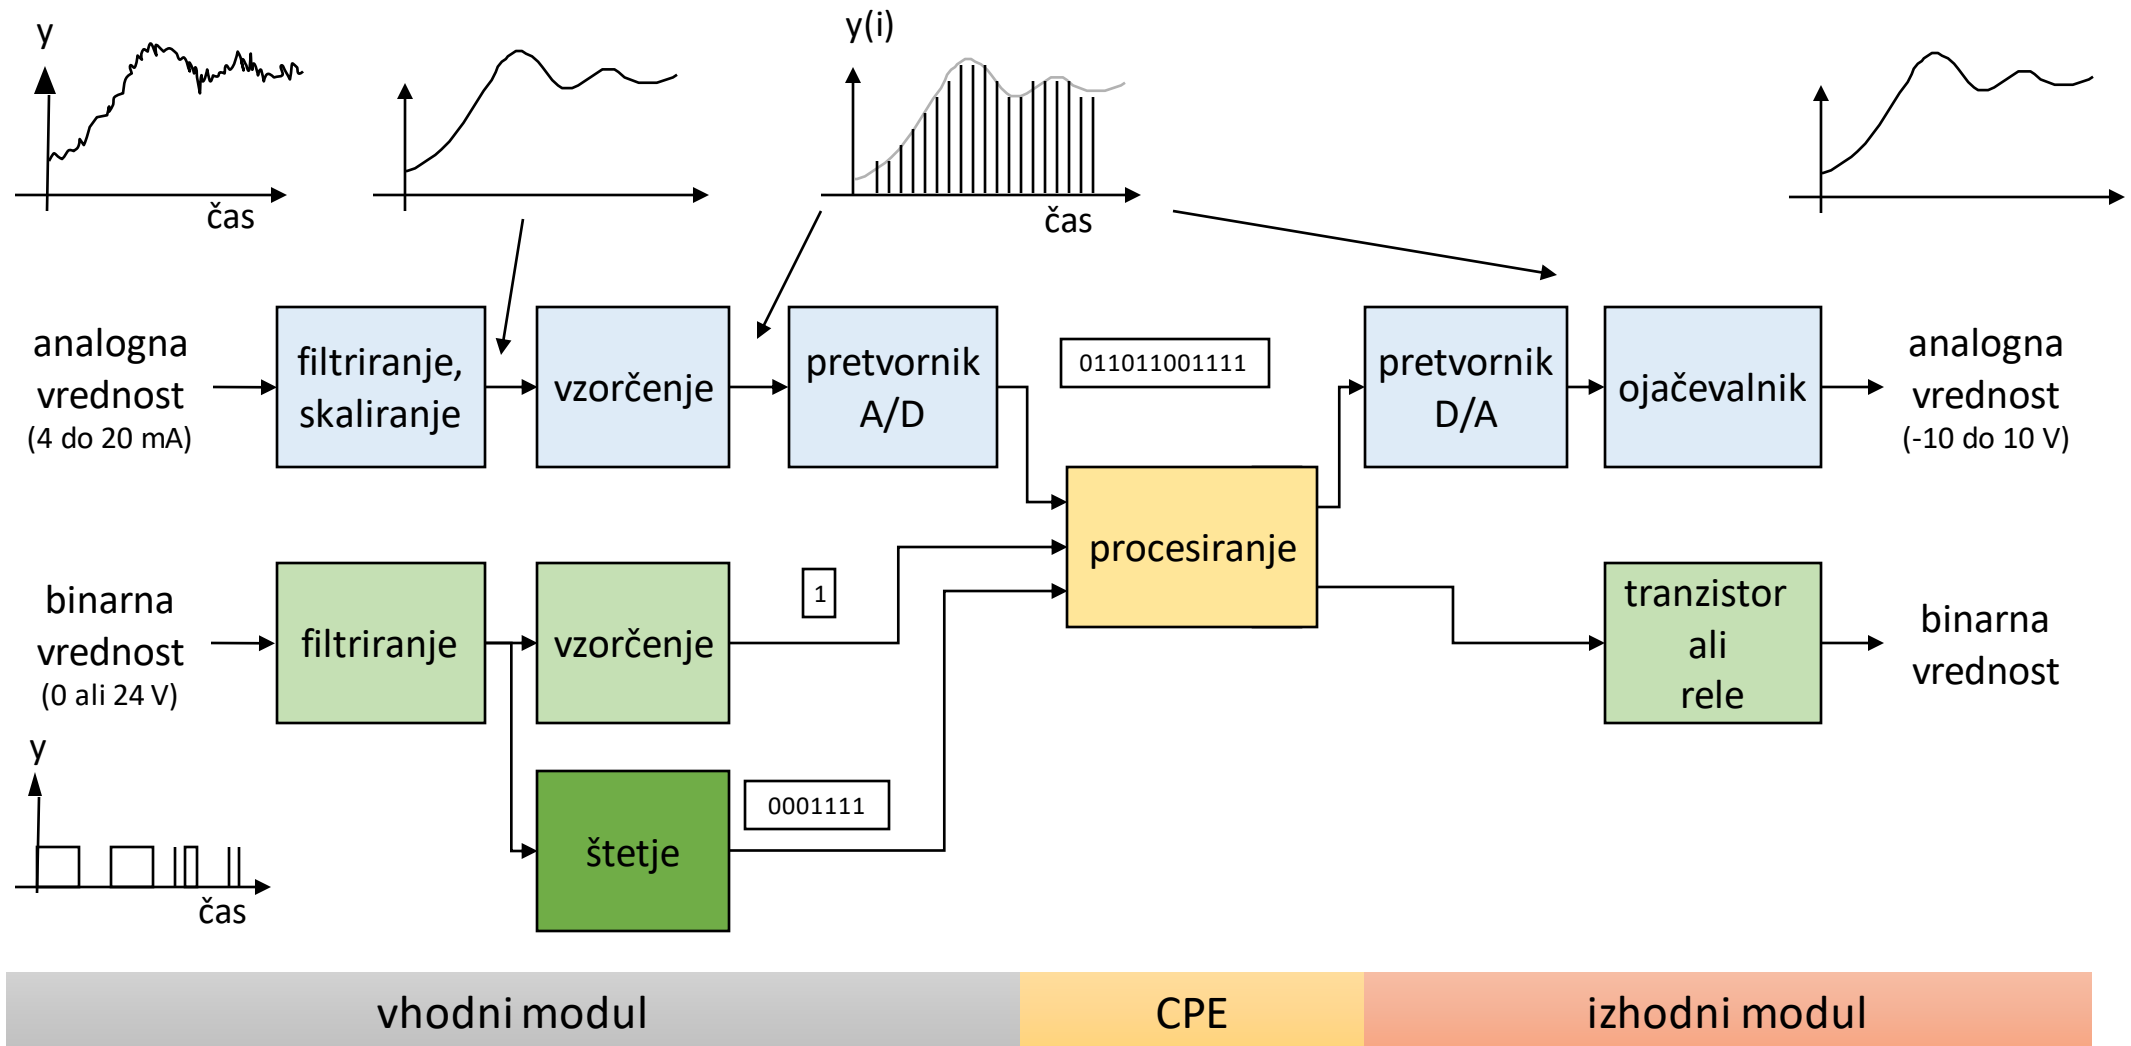 y
čas
y(i)
čas
analogna
vrednost
(4 do 20 mA)
filtriranje,
skaliranje
vzorčenje
pretvornik
A/D
011011001111
pretvornik
D/A
ojačevalnik
analogna
vrednost
(-10 do 10 V)
procesiranje
binarna
vrednost
(0 ali 24 V)
filtriranje
vzorčenje
1
tranzistor
ali
rele
binarna
vrednost
y
čas
štetje
0001111
vhodni modul
CPE
izhodni modul